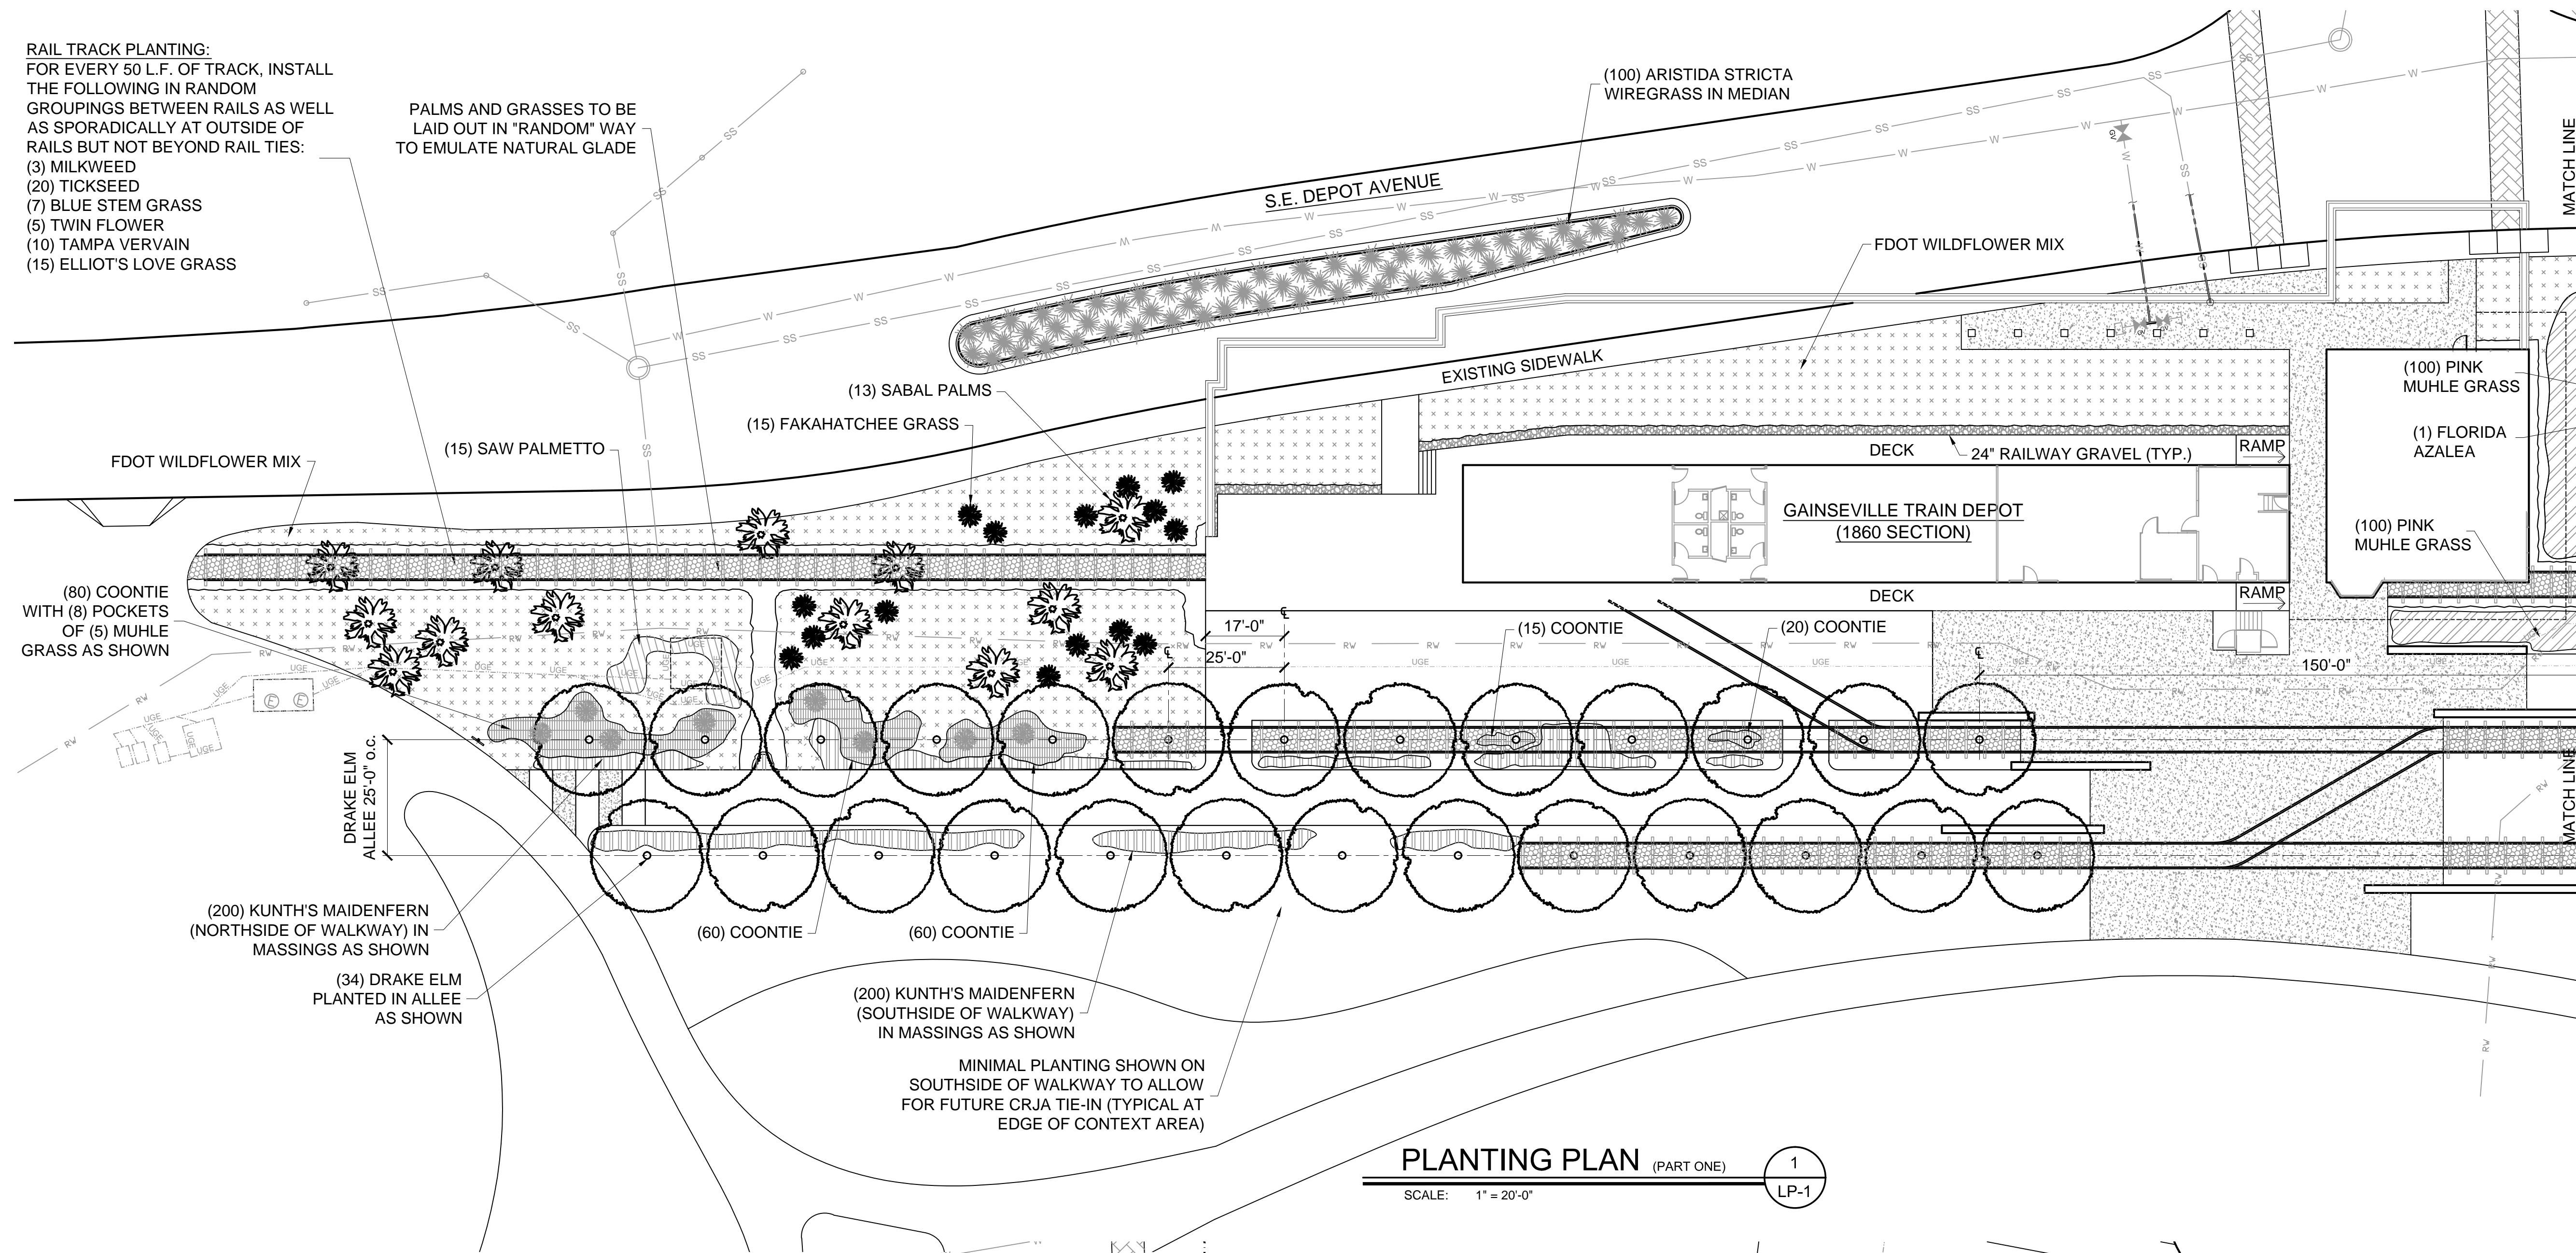 RAIL TRACK PLANTING:
FOR EVERY 50 L.F. OF TRACK, INSTALL
THE FOLLOWING IN RANDOM
GROUPINGS BETWEEN RAILS AS WELL
AS SPORADICALLY AT OUTSIDE OF
RAILS BUT NOT BEYOND RAIL TIES:
(3) MILKWEED
(20) TICKSEED
(7) BLUE STEM GRASS
(5) TWIN FLOWER
(10) TAMPA VERVAIN
(15) ELLIOT'S LOVE GRASS
PALMS AND GRASSES TO BE
LAID OUT IN "RANDOM" WAY
TO EMULATE NATURAL GLADE
(100) ARISTIDA STRICTA
WIREGRASS IN MEDIAN
S.E. DEPOT AVENUE
FDOT WILDFLOWER MIX
MATCH LINE
EXISTING SIDEWALK
(13) SABAL PALMS
(15) FAKAHATCHEE GRASS
(15) SAW PALMETTO
FDOT WILDFLOWER MIX
(100) PINK
MUHLE GRASS
(1) FLORIDA
AZALEA
DECK
RAMP
24" RAILWAY GRAVEL (TYP.)
GAINSEVILLE TRAIN DEPOT
(1860 SECTION)
(100) PINK
MUHLE GRASS
(80) COONTIE
WITH (8) POCKETS
OF (5) MUHLE
GRASS AS SHOWN
DECK
RAMP
17'-0"
25'-0"
(15) COONTIE
(20) COONTIE
150'-0"
DRAKE ELM
ALLEE 25'-0" o.c.
MATCH LINE
(200) KUNTH'S MAIDENFERN
(NORTHSIDE OF WALKWAY) IN
MASSINGS AS SHOWN
(60) COONTIE
(60) COONTIE
(34) DRAKE ELM
PLANTED IN ALLEE
AS SHOWN
(200) KUNTH'S MAIDENFERN
(SOUTHSIDE OF WALKWAY)
IN MASSINGS AS SHOWN
MINIMAL PLANTING SHOWN ON
SOUTHSIDE OF WALKWAY TO ALLOW
FOR FUTURE CRJA TIE-IN (TYPICAL AT
EDGE OF CONTEXT AREA)
PLANTING PLAN (PART ONE)
SCALE: 1" = 20'-0"
1
LP-1